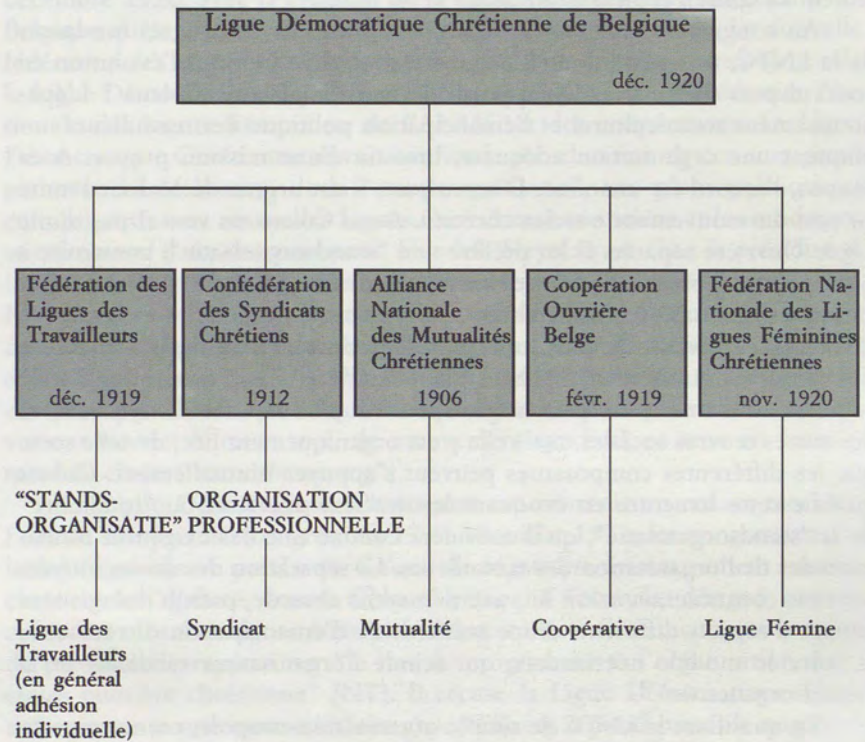 Ligue Démocratique Chrétienne de Belgique
déc. 1920
Fédération des
Ligues des
Travailleurs
déc. 1919
Confédération
des Syndicats
Chrétiens
1912
Alliance
Nationale
des Mutualités
Chrétiennes
1906
Coopération
Ouvrière
Belge
févr. 1919
Fédération Na-
tionale des Li-
gues Féminines
Chrétiennes
nov. 1920
“STANDS-
ORGANISATIE”
ORGANISATION
PROFESSIONNELLE
Ligue des
Travailleurs
(en général
adhésion
individuelle)
Syndicat
Mutualité
Coopérative
Ligue Féminine